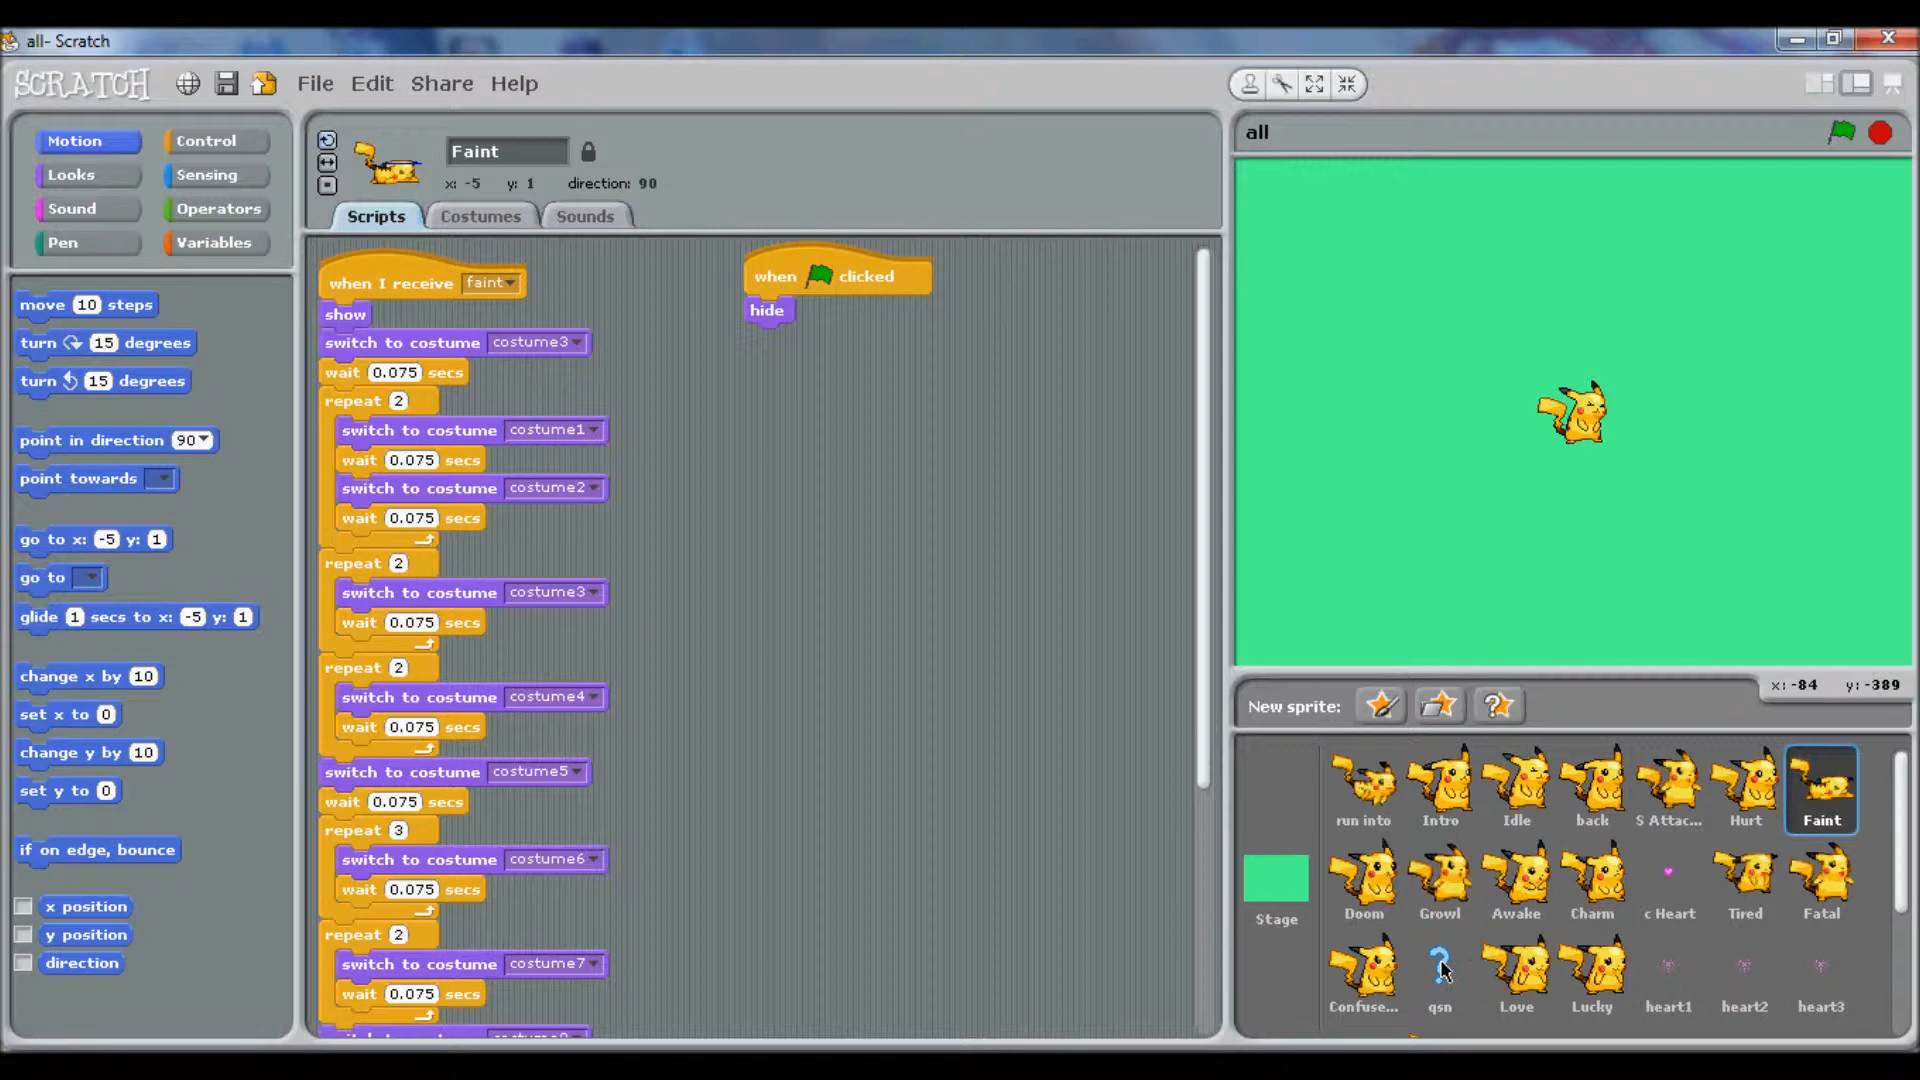 all- Scratch
SCRATCH File Edit Share Help
Motion Control
Looks Sensing
Sound Operators
Pen Variables
move 10 steps
turn 15 degrees
turn 15 degrees
point in direction 90
point towards
go to x: -5 y: 1
go to
glide 1 secs to x: -5 y: 1
change x by 10
set x to 0
change y by 10
set y to 0
if on edge, bounce
x position
y position
direction
Faint
x: -5 y: 1 direction: 90
Scripts Costumes Sounds
when I receive faint
show
switch to costume costume3
wait 0.075 secs
repeat 2
switch to costume costume1
wait 0.075 secs
switch to costume costume2
wait 0.075 secs
repeat 2
switch to costume costume3
wait 0.075 secs
repeat 2
switch to costume costume4
wait 0.075 secs
switch to costume costume5
wait 0.075 secs
repeat 3
switch to costume costume6
wait 0.075 secs
repeat 2
switch to costume costume7
wait 0.075 secs
when clicked
hide
all
x: -84 y: -389
New sprite:
run into Intro Idle back S Attac... Hurt Faint
Doom Growl Awake Charm c Heart Tired Fatal
Stage
Confuse... qsn Love Lucky heart1 heart2 heart3